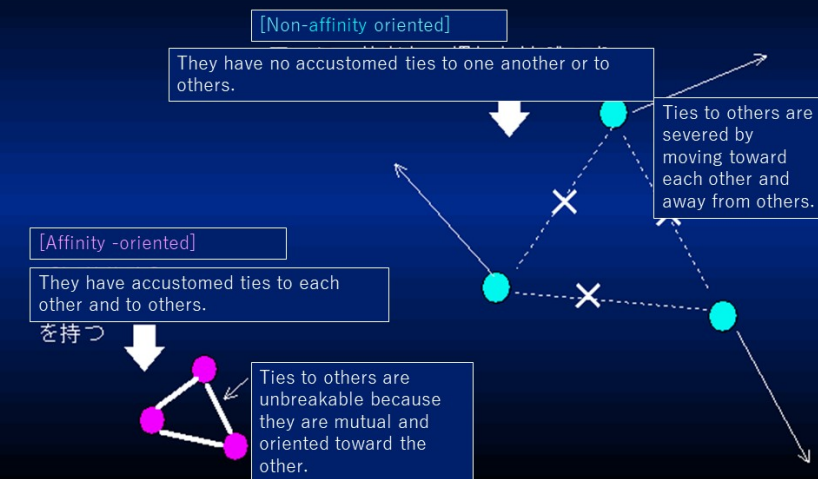 [Non-affinity oriented]
They have no accustomed ties to one another or to
others.
Ties to others are
severed by
moving toward
each other and
away from others.
[Affinity -oriented]
They have accustomed ties to each
other and to others.
を持つ
Ties to others are
unbreakable because
they are mutual and
oriented toward the
other.